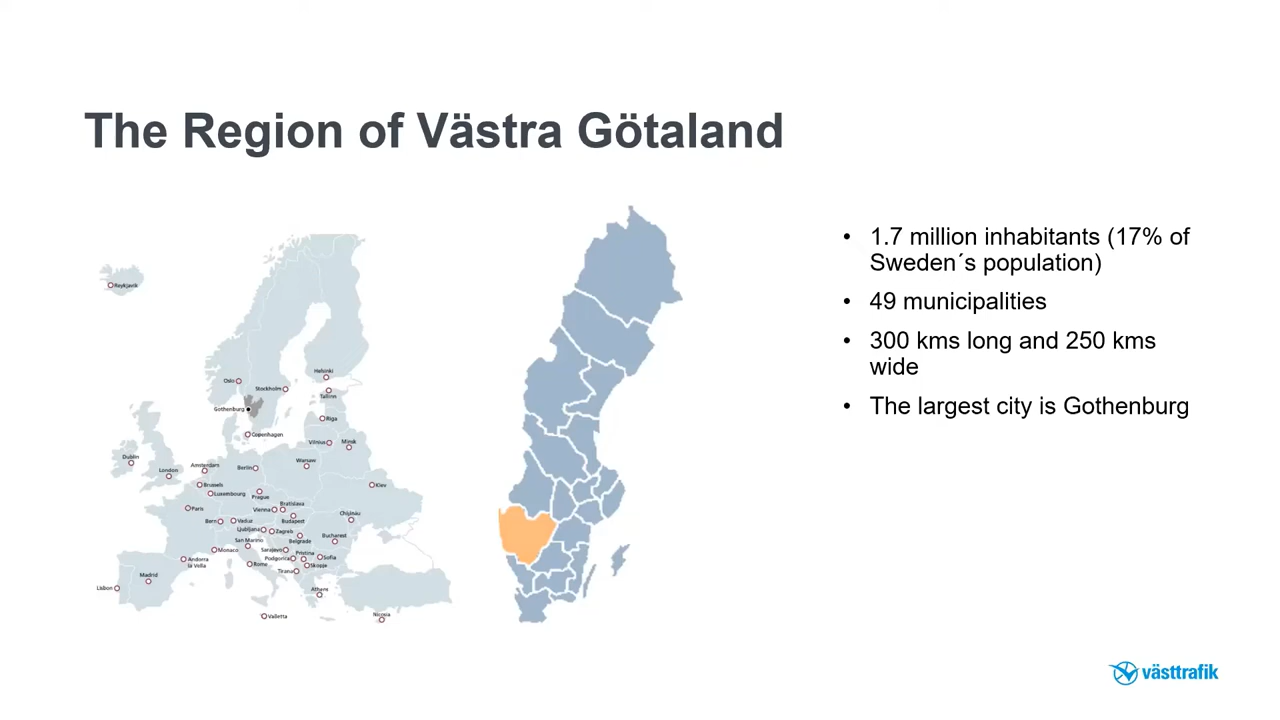 The Region of Västra Götaland
• 1.7 million inhabitants (17% of
Sweden´s population)
• 49 municipalities
• 300 kms long and 250 kms
wide
• The largest city is Gothenburg
Reykjavik
Helsinki
Oslo
Stockholm
Tallinn
Gothenburg
Riga
Copenhagen
Vilnius
Minsk
Dublin
London
Amsterdam
Berlin
Warsaw
Brussels
Kiev
Luxembourg
Prague
Paris
Bratislava
Vienna
Bern
Vaduz
Budapest
Chişinău
Ljubljana
Zagreb
Belgrade
Bucharest
San Marino
Monaco
Sarajevo
Pristina
Andorra
la Vella
Podgorica
Sofia
Rome
Skopje
Tirana
Madrid
Lisbon
Athens
Valletta
Nicosia
västtrafik